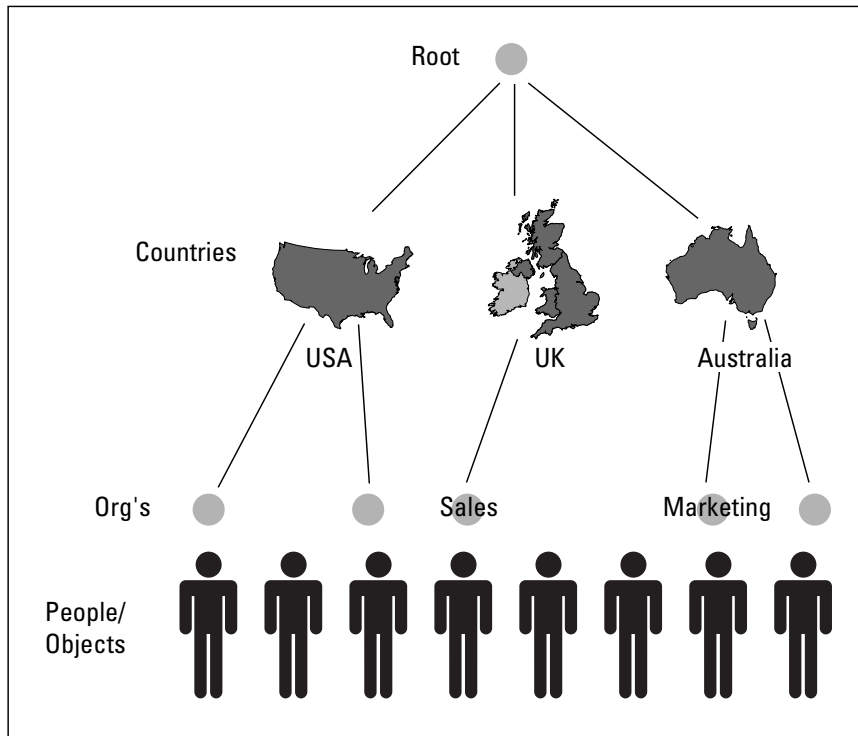 Root
Countries
USA
UK
Australia
Org's
Sales
Marketing
People/
Objects